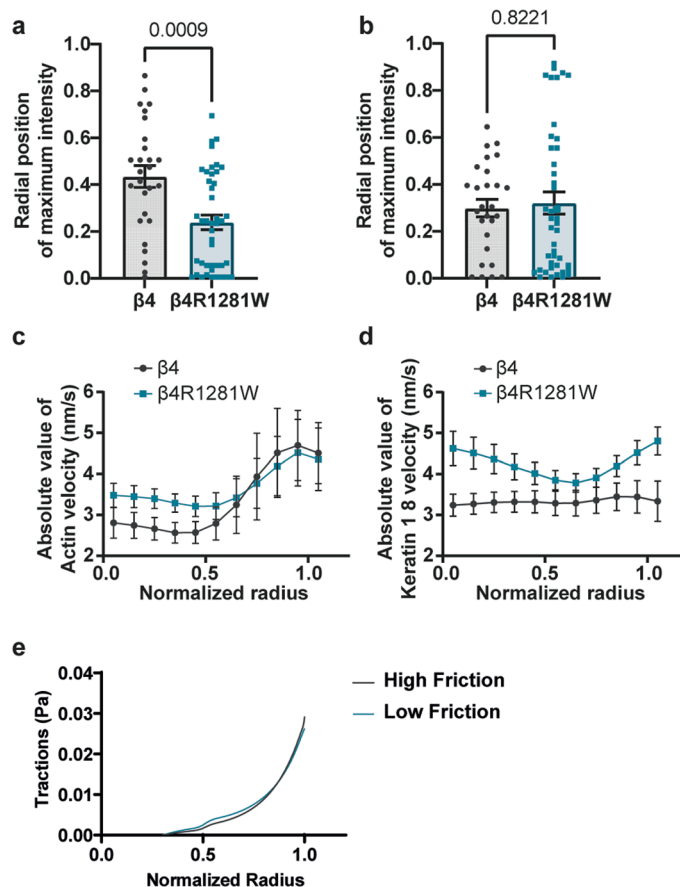 a
0.0009
Radial position
of maximum intensity
1.0
0.8
0.6
0.4
0.2
0.0
β4
β4R1281W
b
0.8221
Radial position
of maximum intensity
1.0
0.8
0.6
0.4
0.2
0.0
β4
β4R1281W
c
β4
β4R1281W
Absolute value of
Actin velocity (nm/s)
6
5
4
3
2
0.0
0.5
1.0
Normalized radius
d
β4
β4R1281W
Absolute value of
Keratin 1 8 velocity (nm/s)
6
5
4
3
2
0.0
0.5
1.0
Normalized radius
e
Tractions (Pa)
0.04
0.03
0.02
0.01
0.00
0.0
0.5
1.0
Normalized Radius
High Friction
Low Friction